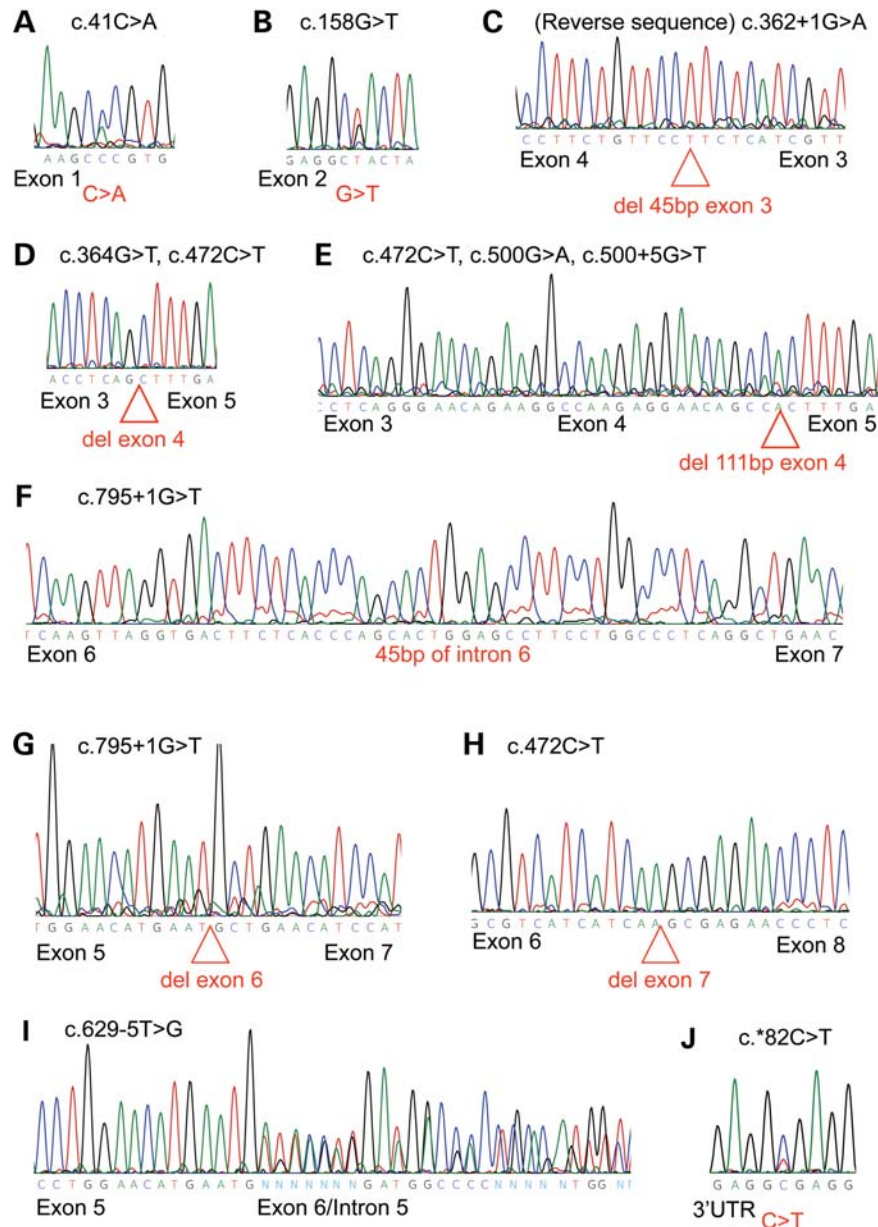 A c.41C>A
AAGCCCGTG
Exon 1
C>A
B c.158G>T
GAGGCTACTA
Exon 2
G>T
C (Reverse sequence) c.362+1G>A
CCTTCTGTTCCTTCTCATCGTT
Exon 4 Exon 3
del 45bp exon 3
D c.364G>T, c.472C>T
ACCTCAGCTTTGA
Exon 3 Exon 5
del exon 4
E c.472C>T, c.500G>A, c.500+5G>T
CCTCAGGGAACAGAAGGCCAAGAGGAACAGCCACTTTGA
Exon 3 Exon 4 Exon 5
del 111bp exon 4
F c.795+1G>T
TCAAGTTAGGTGACTTCTCACCCAGCACTGGAGCCTTCCTGGCCCTCAGGCTGAAC
Exon 6 45bp of intron 6 Exon 7
G c.795+1G>T
TGGAACATGAATGCTGAACATCCAT
Exon 5 Exon 7
del exon 6
H c.472C>T
GCGTCATCATCAAGCGAGAACCCTC
Exon 6 Exon 8
del exon 7
I c.629-5T>G
CCTGGAACATGAATGNNNNNNNGATGGCCCCNNNNNTGGNN
Exon 5 Exon 6/Intron 5
J c.*82C>T
GAGGCGAGG
3'UTR C>T